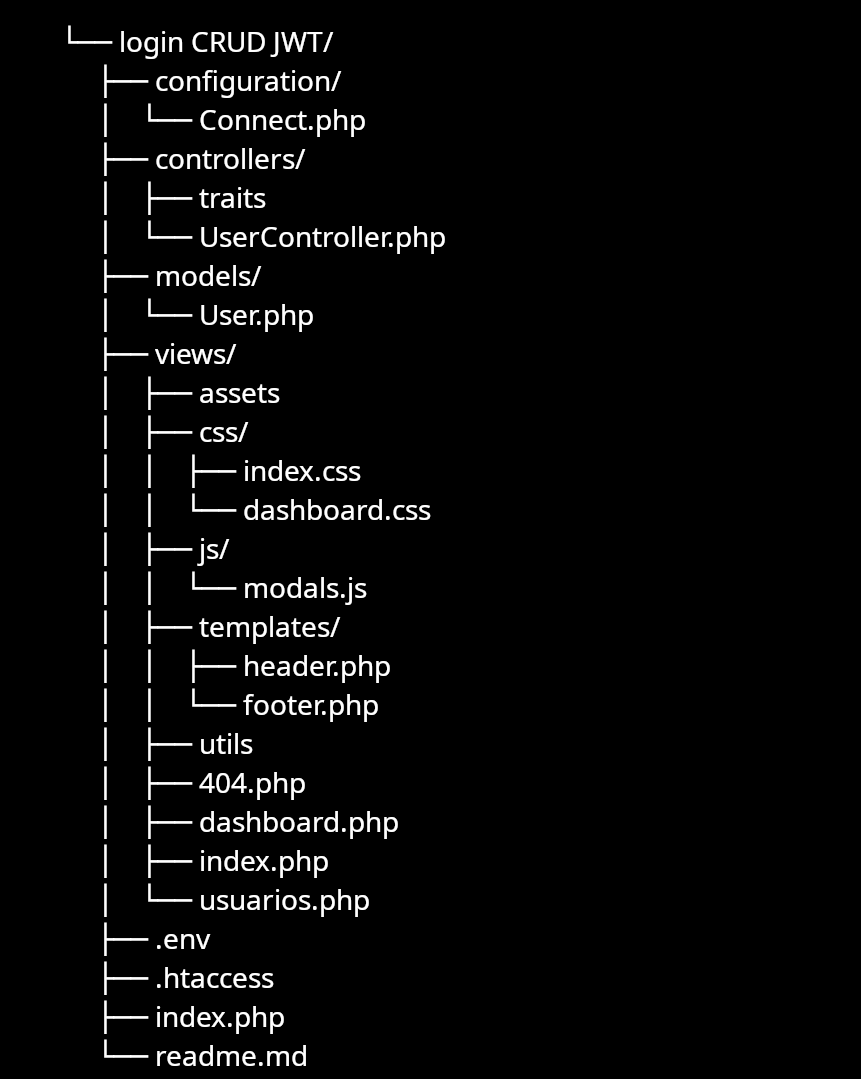 └── login CRUD JWT/
    ├── configuration/
    │   └── Connect.php
    ├── controllers/
    │   ├── traits
    │   └── UserController.php
    ├── models/
    │   └── User.php
    ├── views/
    │   ├── assets
    │   ├── css/
    │   │   ├── index.css
    │   │   └── dashboard.css
    │   ├── js/
    │   │   └── modals.js
    │   ├── templates/
    │   │   ├── header.php
    │   │   └── footer.php
    │   ├── utils
    │   ├── 404.php
    │   ├── dashboard.php
    │   ├── index.php
    │   └── usuarios.php
    ├── .env
    ├── .htaccess
    ├── index.php
    └── readme.md